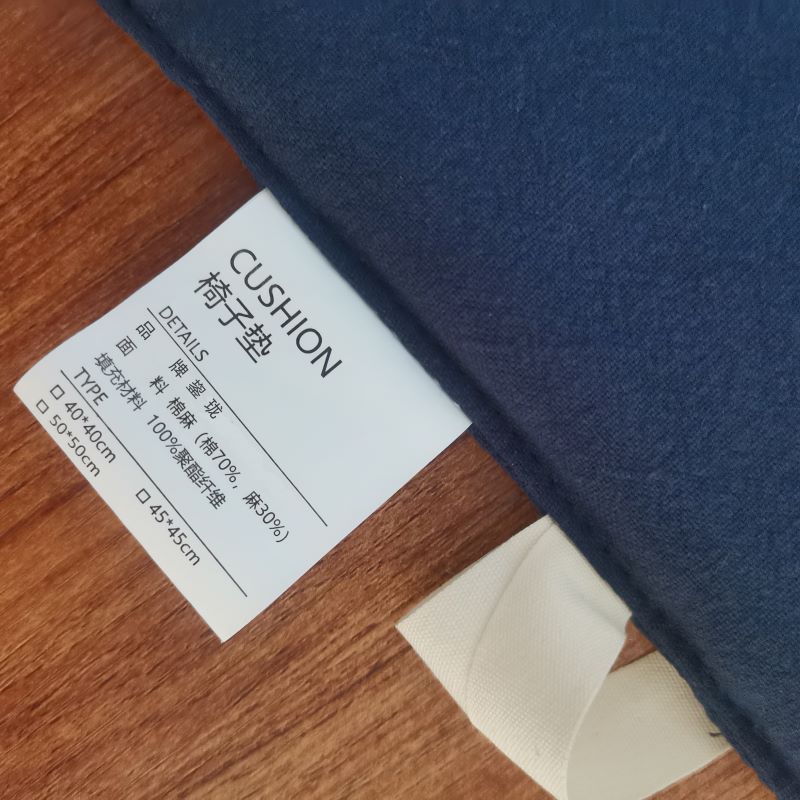 CUSHION
椅子垫
DETAILS
品 牌 鋆珑
面 料 棉麻（棉70%，麻30%）
填充材料 100%聚酯纤维
TYPE
□ 40*40cm □ 45*45cm
□ 50*50cm